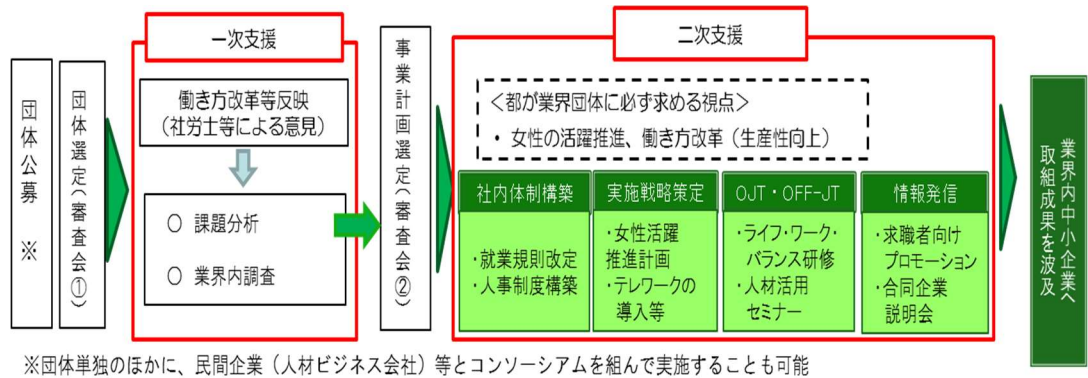 団体公募 ※
団体選定(審査会①)
一次支援
働き方改革等反映
(社労士等による意見)
○ 課題分析
○ 業界内調査
事業計画選定(審査会②)
二次支援
＜都が業界団体に必ず求める視点＞
・ 女性の活躍推進、働き方改革（生産性向上）
社内体制構築
・就業規則改定
・人事制度構築
実施戦略策定
・女性活躍
推進計画
・テレワークの
導入等
OJT・OFF-JT
・ライフ・ワーク・
バランス研修
・人材活用
セミナー
情報発信
・求職者向け
プロモーション
・合同企業
説明会
業界内中小企業へ
取組成果を波及
※団体単独のほかに、民間企業（人材ビジネス会社）等とコンソーシアムを組んで実施することも可能